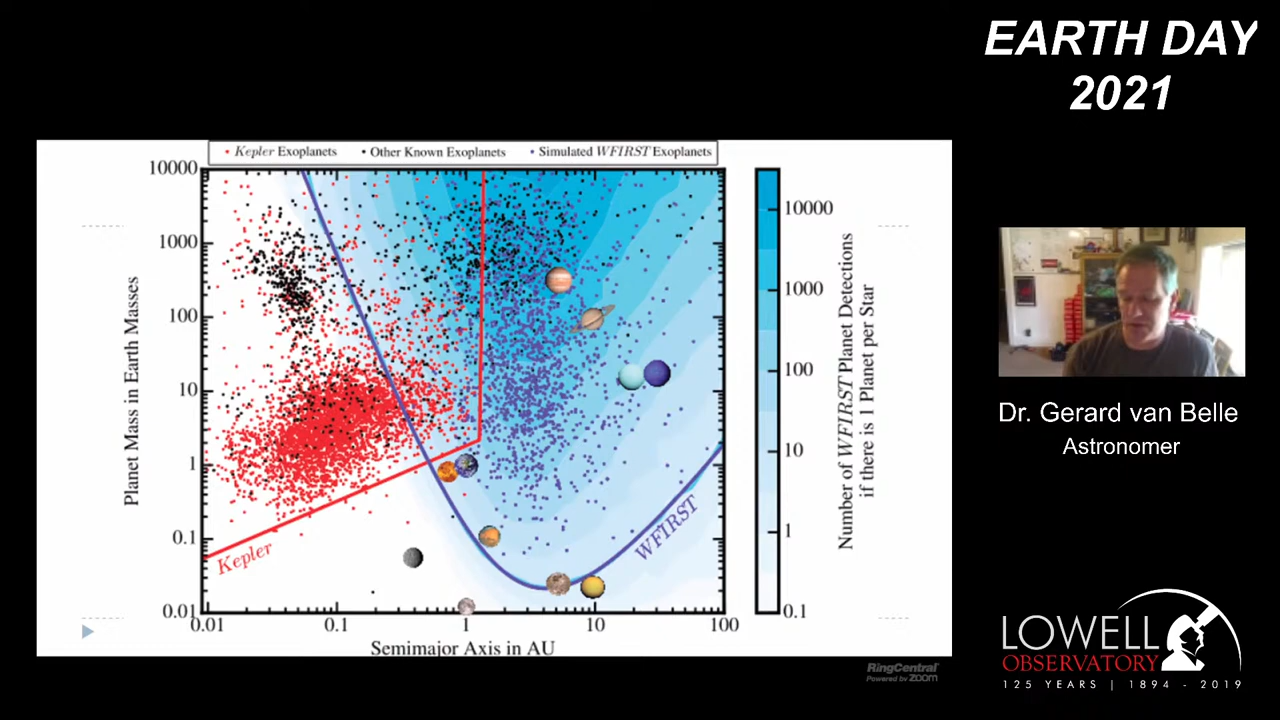 EARTH DAY
2021
Kepler Exoplanets
Other Known Exoplanets
Simulated WFIRST Exoplanets
10000
1000
100
10
1
0.1
0.01
Planet Mass in Earth Masses
Kepler
WFIRST
0.01
0.1
1
10
100
Semimajor Axis in AU
10000
1000
100
10
1
0.1
Number of WFIRST Planet Detections
if there is 1 Planet per Star
Dr. Gerard van Belle
Astronomer
RingCentral
Powered by zoom
LOWELL
OBSERVATORY
125 YEARS | 1894 - 2019